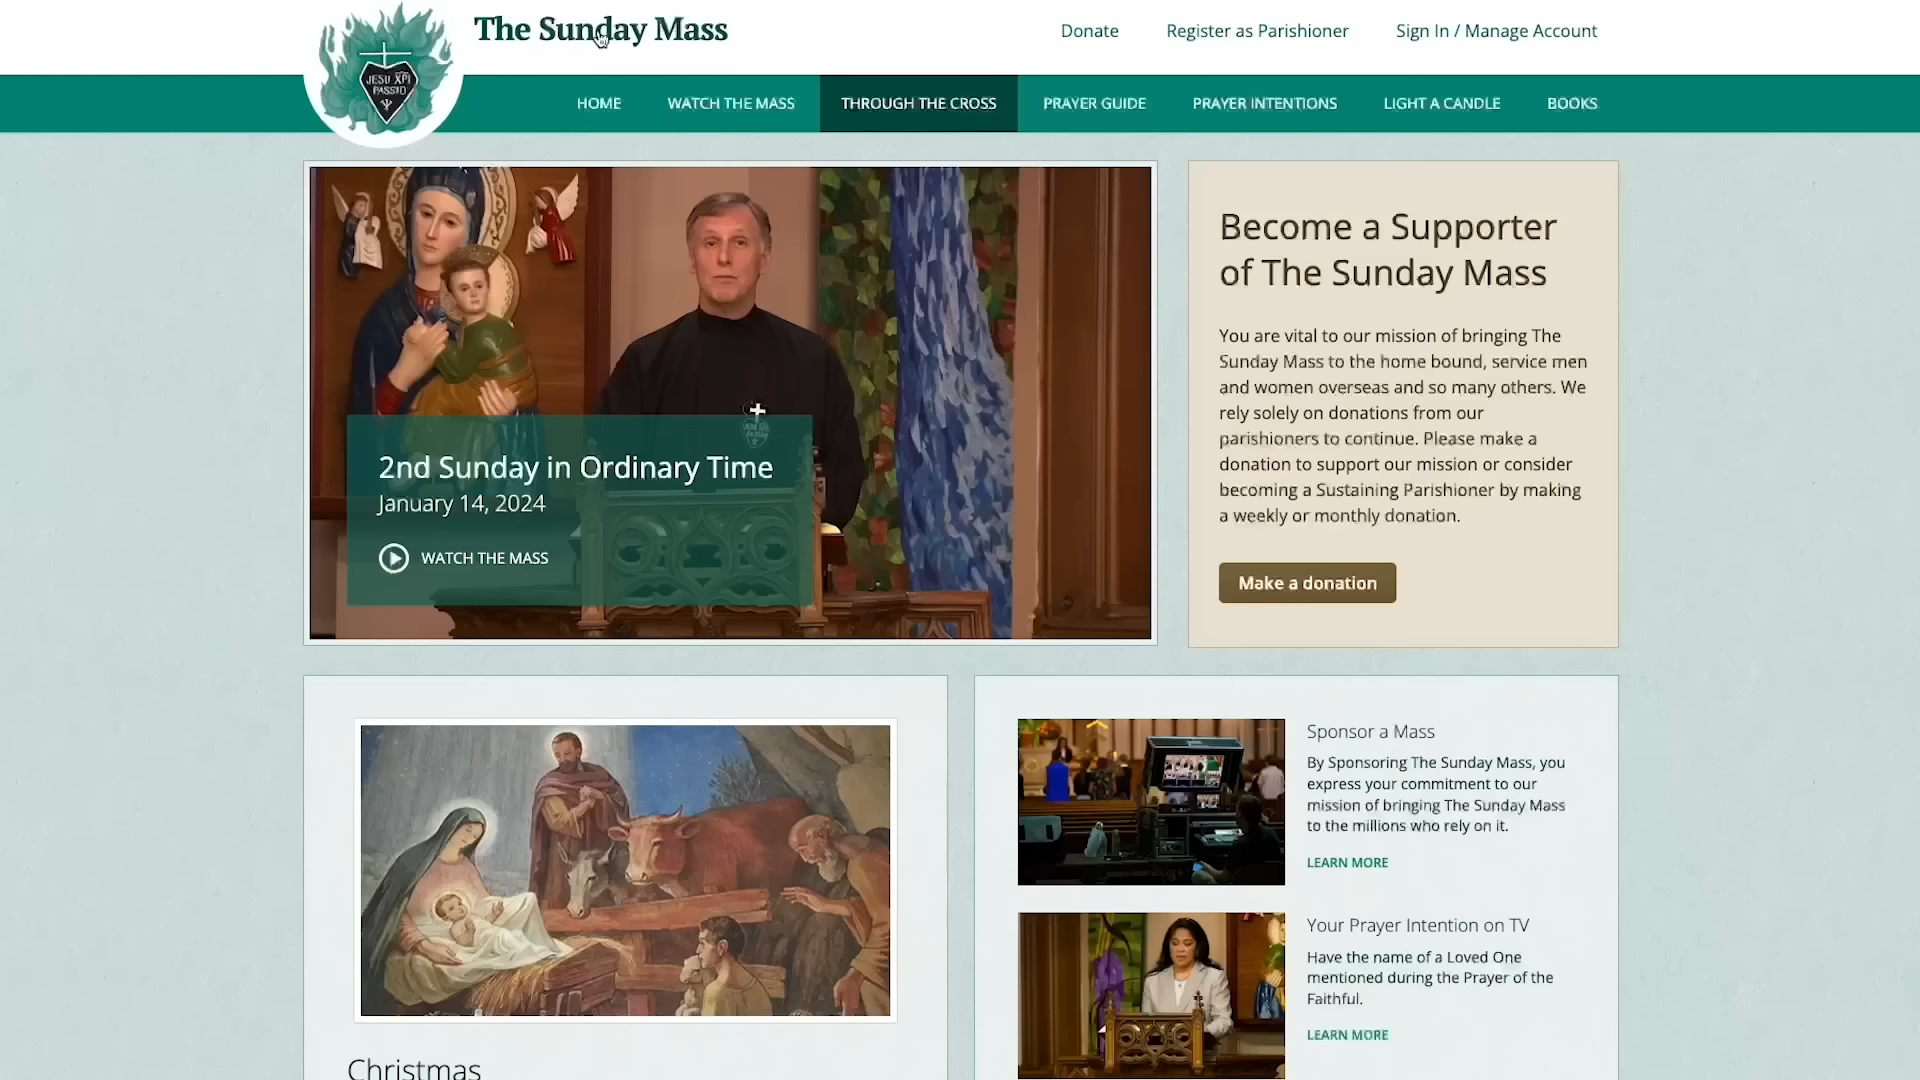 The Sunday Mass
Donate
Register as Parishioner
Sign In / Manage Account
JESU XPI
PASSIO
HOME
WATCH THE MASS
THROUGH THE CROSS
PRAYER GUIDE
PRAYER INTENTIONS
LIGHT A CANDLE
BOOKS
2nd Sunday in Ordinary Time
January 14, 2024
WATCH THE MASS
Become a Supporter
of The Sunday Mass
You are vital to our mission of bringing The
Sunday Mass to the home bound, service men
and women overseas and so many others. We
rely solely on donations from our
parishioners to continue. Please make a
donation to support our mission or consider
becoming a Sustaining Parishioner by making
a weekly or monthly donation.
Make a donation
Christmas
Sponsor a Mass
By Sponsoring The Sunday Mass, you
express your commitment to our
mission of bringing The Sunday Mass
to the millions who rely on it.
LEARN MORE
Your Prayer Intention on TV
Have the name of a Loved One
mentioned during the Prayer of the
Faithful.
LEARN MORE